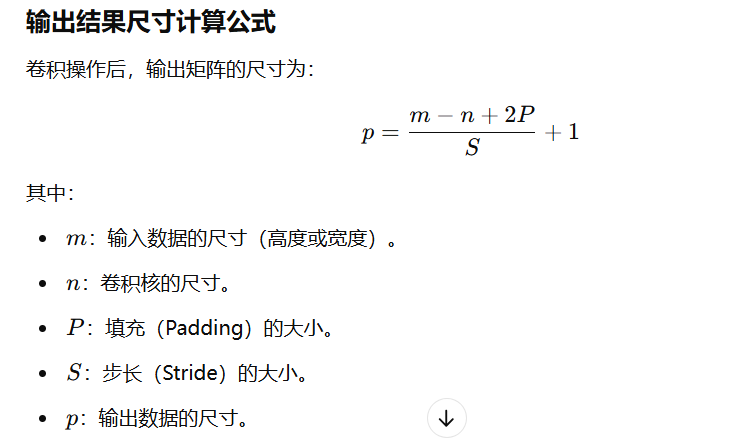 输出结果尺寸计算公式
卷积操作后，输出矩阵的尺寸为：
p = \frac{m - n + 2P}{S} + 1
其中：
• m：输入数据的尺寸（高度或宽度）。
• n：卷积核的尺寸。
• P：填充（Padding）的大小。
• S：步长（Stride）的大小。
• p：输出数据的尺寸。